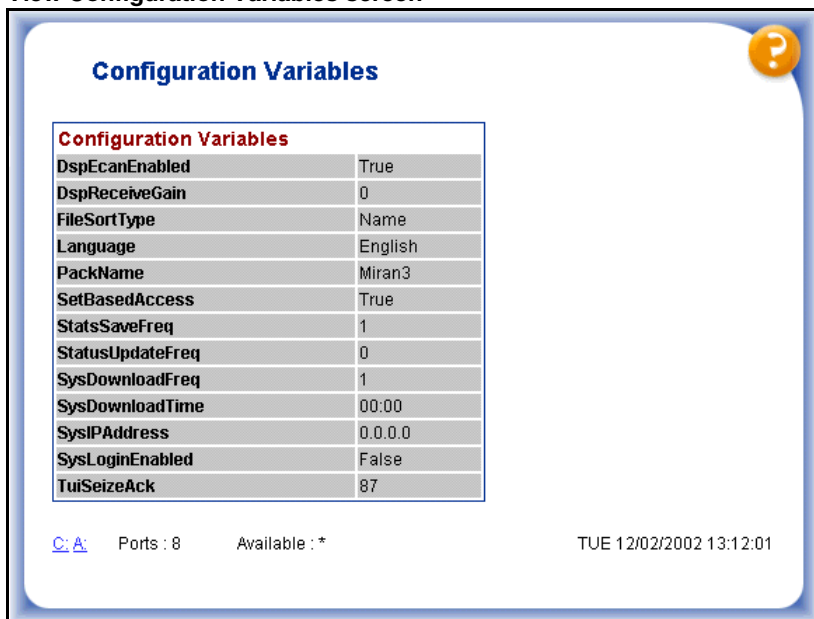 View Configuration Variables screen
?
Configuration Variables
Configuration Variables
DspEcanEnabled True
DspReceiveGain 0
FileSortType Name
Language English
PackName Miran3
SetBasedAccess True
StatsSaveFreq 1
StatusUpdateFreq 0
SysDownloadFreq 1
SysDownloadTime 00:00
SysIPAddress 0.0.0.0
SysLoginEnabled False
TuiSeizeAck 87
C: A: Ports : 8 Available : * TUE 12/02/2002 13:12:01